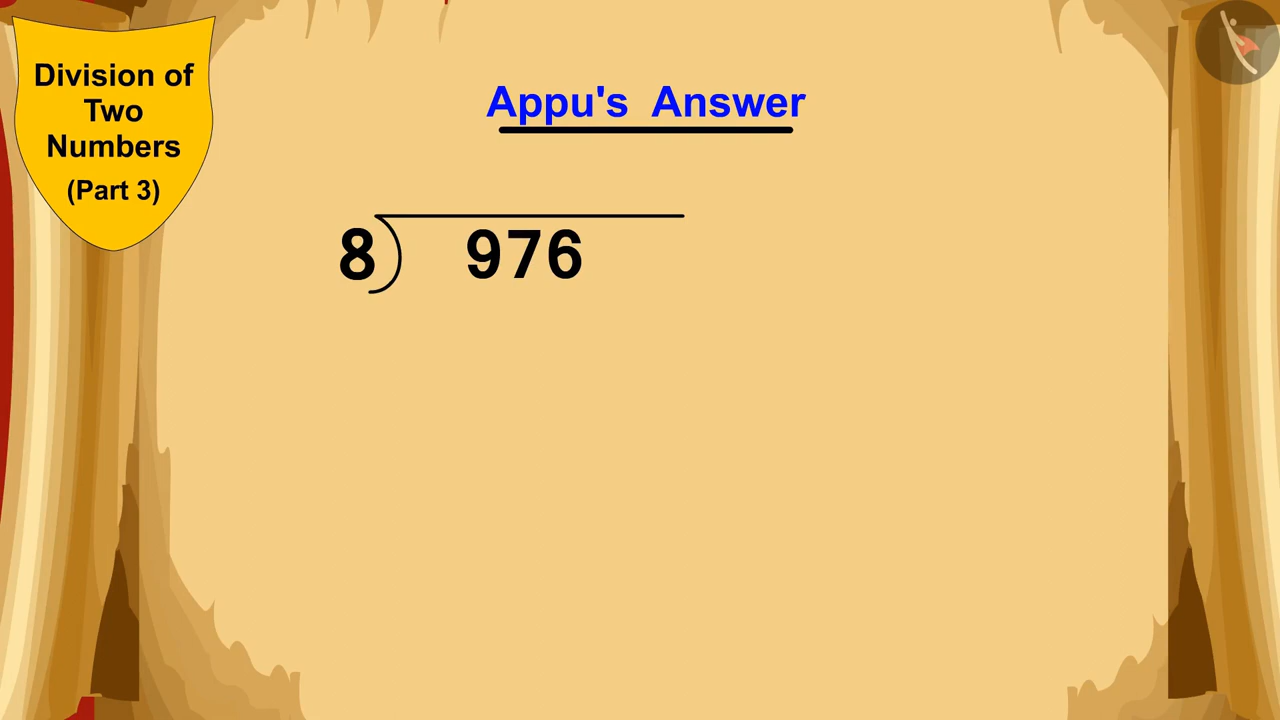 Division of
Two
Numbers
(Part 3)
Appu's Answer
8) 976